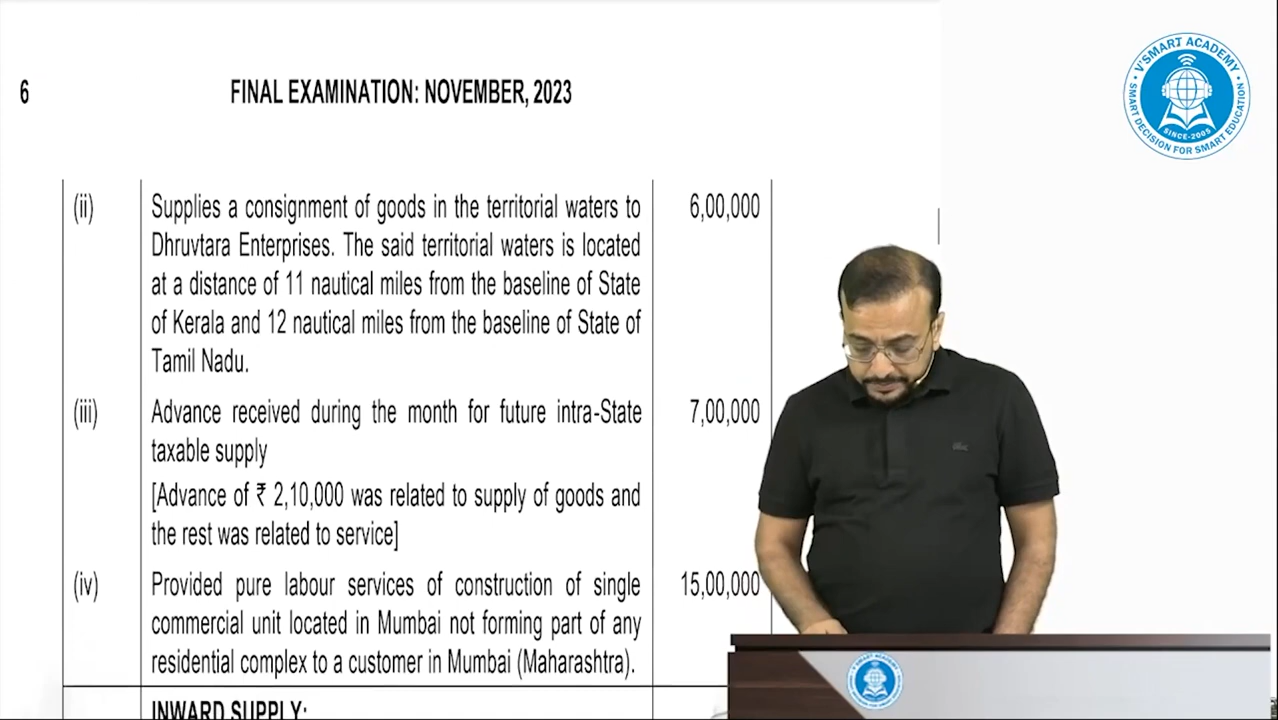 6 FINAL EXAMINATION: NOVEMBER, 2023
V'SMART ACADEMY
SMART DECISION FOR SMART EDUCATION
SINCE-2005
(ii) Supplies a consignment of goods in the territorial waters to 6,00,000
Dhruvtara Enterprises. The said territorial waters is located
at a distance of 11 nautical miles from the baseline of State
of Kerala and 12 nautical miles from the baseline of State of
Tamil Nadu.
(iii) Advance received during the month for future intra-State 7,00,000
taxable supply
[Advance of ₹ 2,10,000 was related to supply of goods and
the rest was related to service]
(iv) Provided pure labour services of construction of single 15,00,000
commercial unit located in Mumbai not forming part of any
residential complex to a customer in Mumbai (Maharashtra).
INWARD SUPPLY: